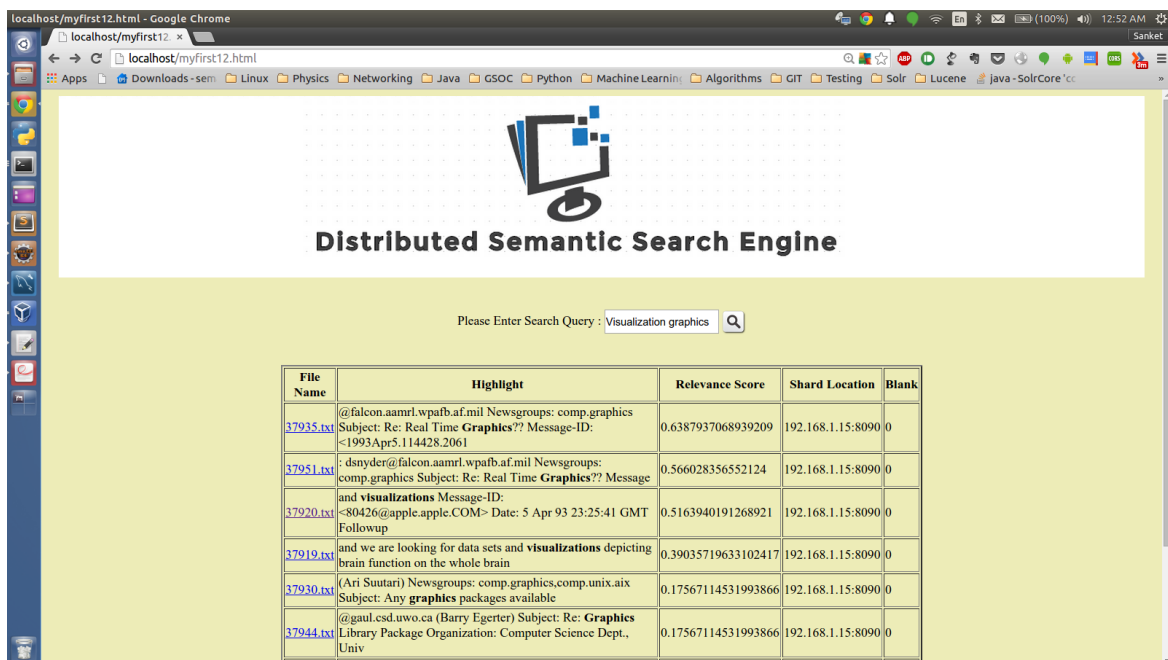 localhost/myfirst12.html - Google Chrome
En (100%) 12:52 AM
localhost/myfirst12. ×
Sanket
localhost/myfirst12.html
ABP
Apps Downloads - sem Linux Physics Networking Java GSOC Python Machine Learning Algorithms GIT Testing Solr Lucene java - SolrCore 'cc »
Distributed Semantic Search Engine
Please Enter Search Query : Visualization graphics
File Name Highlight Relevance Score Shard Location Blank
@falcon.aamrl.wpafb.af.mil Newsgroups: comp.graphics
37935.txt Subject: Re: Real Time Graphics?? Message-ID: 0.6387937068939209 192.168.1.15:8090 0
<1993Apr5.114428.2061
: dsnyder@falcon.aamrl.wpafb.af.mil Newsgroups:
37951.txt comp.graphics Subject: Re: Real Time Graphics?? Message 0.566028356552124 192.168.1.15:8090 0
and visualizations Message-ID:
37920.txt <80426@apple.apple.COM> Date: 5 Apr 93 23:25:41 GMT 0.5163940191268921 192.168.1.15:8090 0
Followup
and we are looking for data sets and visualizations depicting
37919.txt brain function on the whole brain 0.39035719633102417 192.168.1.15:8090 0
(Ari Suutari) Newsgroups: comp.graphics,comp.unix.aix
37930.txt Subject: Any graphics packages available 0.17567114531993866 192.168.1.15:8090 0
@gaul.csd.uwo.ca (Barry Egerter) Subject: Re: Graphics
37944.txt Library Package Organization: Computer Science Dept., 0.17567114531993866 192.168.1.15:8090 0
Univ